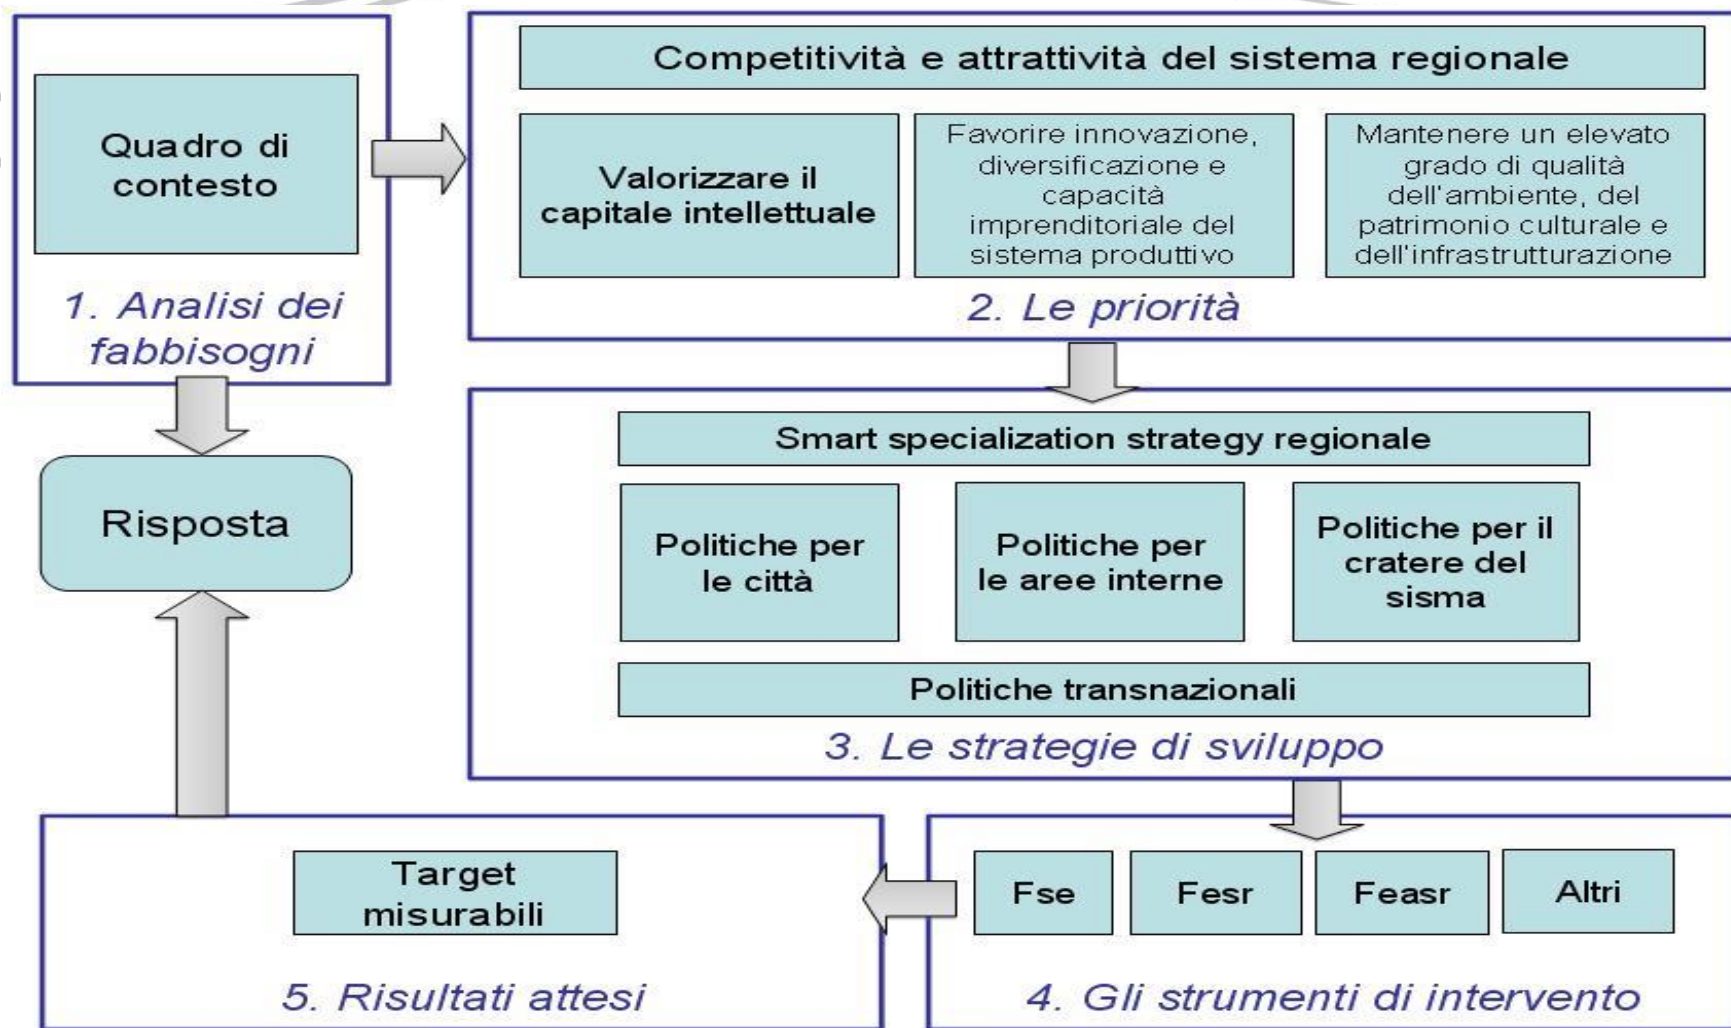 Quadro di
contesto
1. Analisi dei
fabbisogni
Competitività e attrattività del sistema regionale
Valorizzare il
capitale intellettuale
Favorire innovazione,
diversificazione e
capacità
imprenditoriale del
sistema produttivo
Mantenere un elevato
grado di qualità
dell'ambiente, del
patrimonio culturale e
dell'infrastrutturazione
2. Le priorità
Smart specialization strategy regionale
Politiche per
le città
Politiche per
le aree interne
Politiche per il
cratere del
sisma
Politiche transnazionali
3. Le strategie di sviluppo
Fse
Fesr
Feasr
Altri
4. Gli strumenti di intervento
Target
misurabili
5. Risultati attesi
Risposta